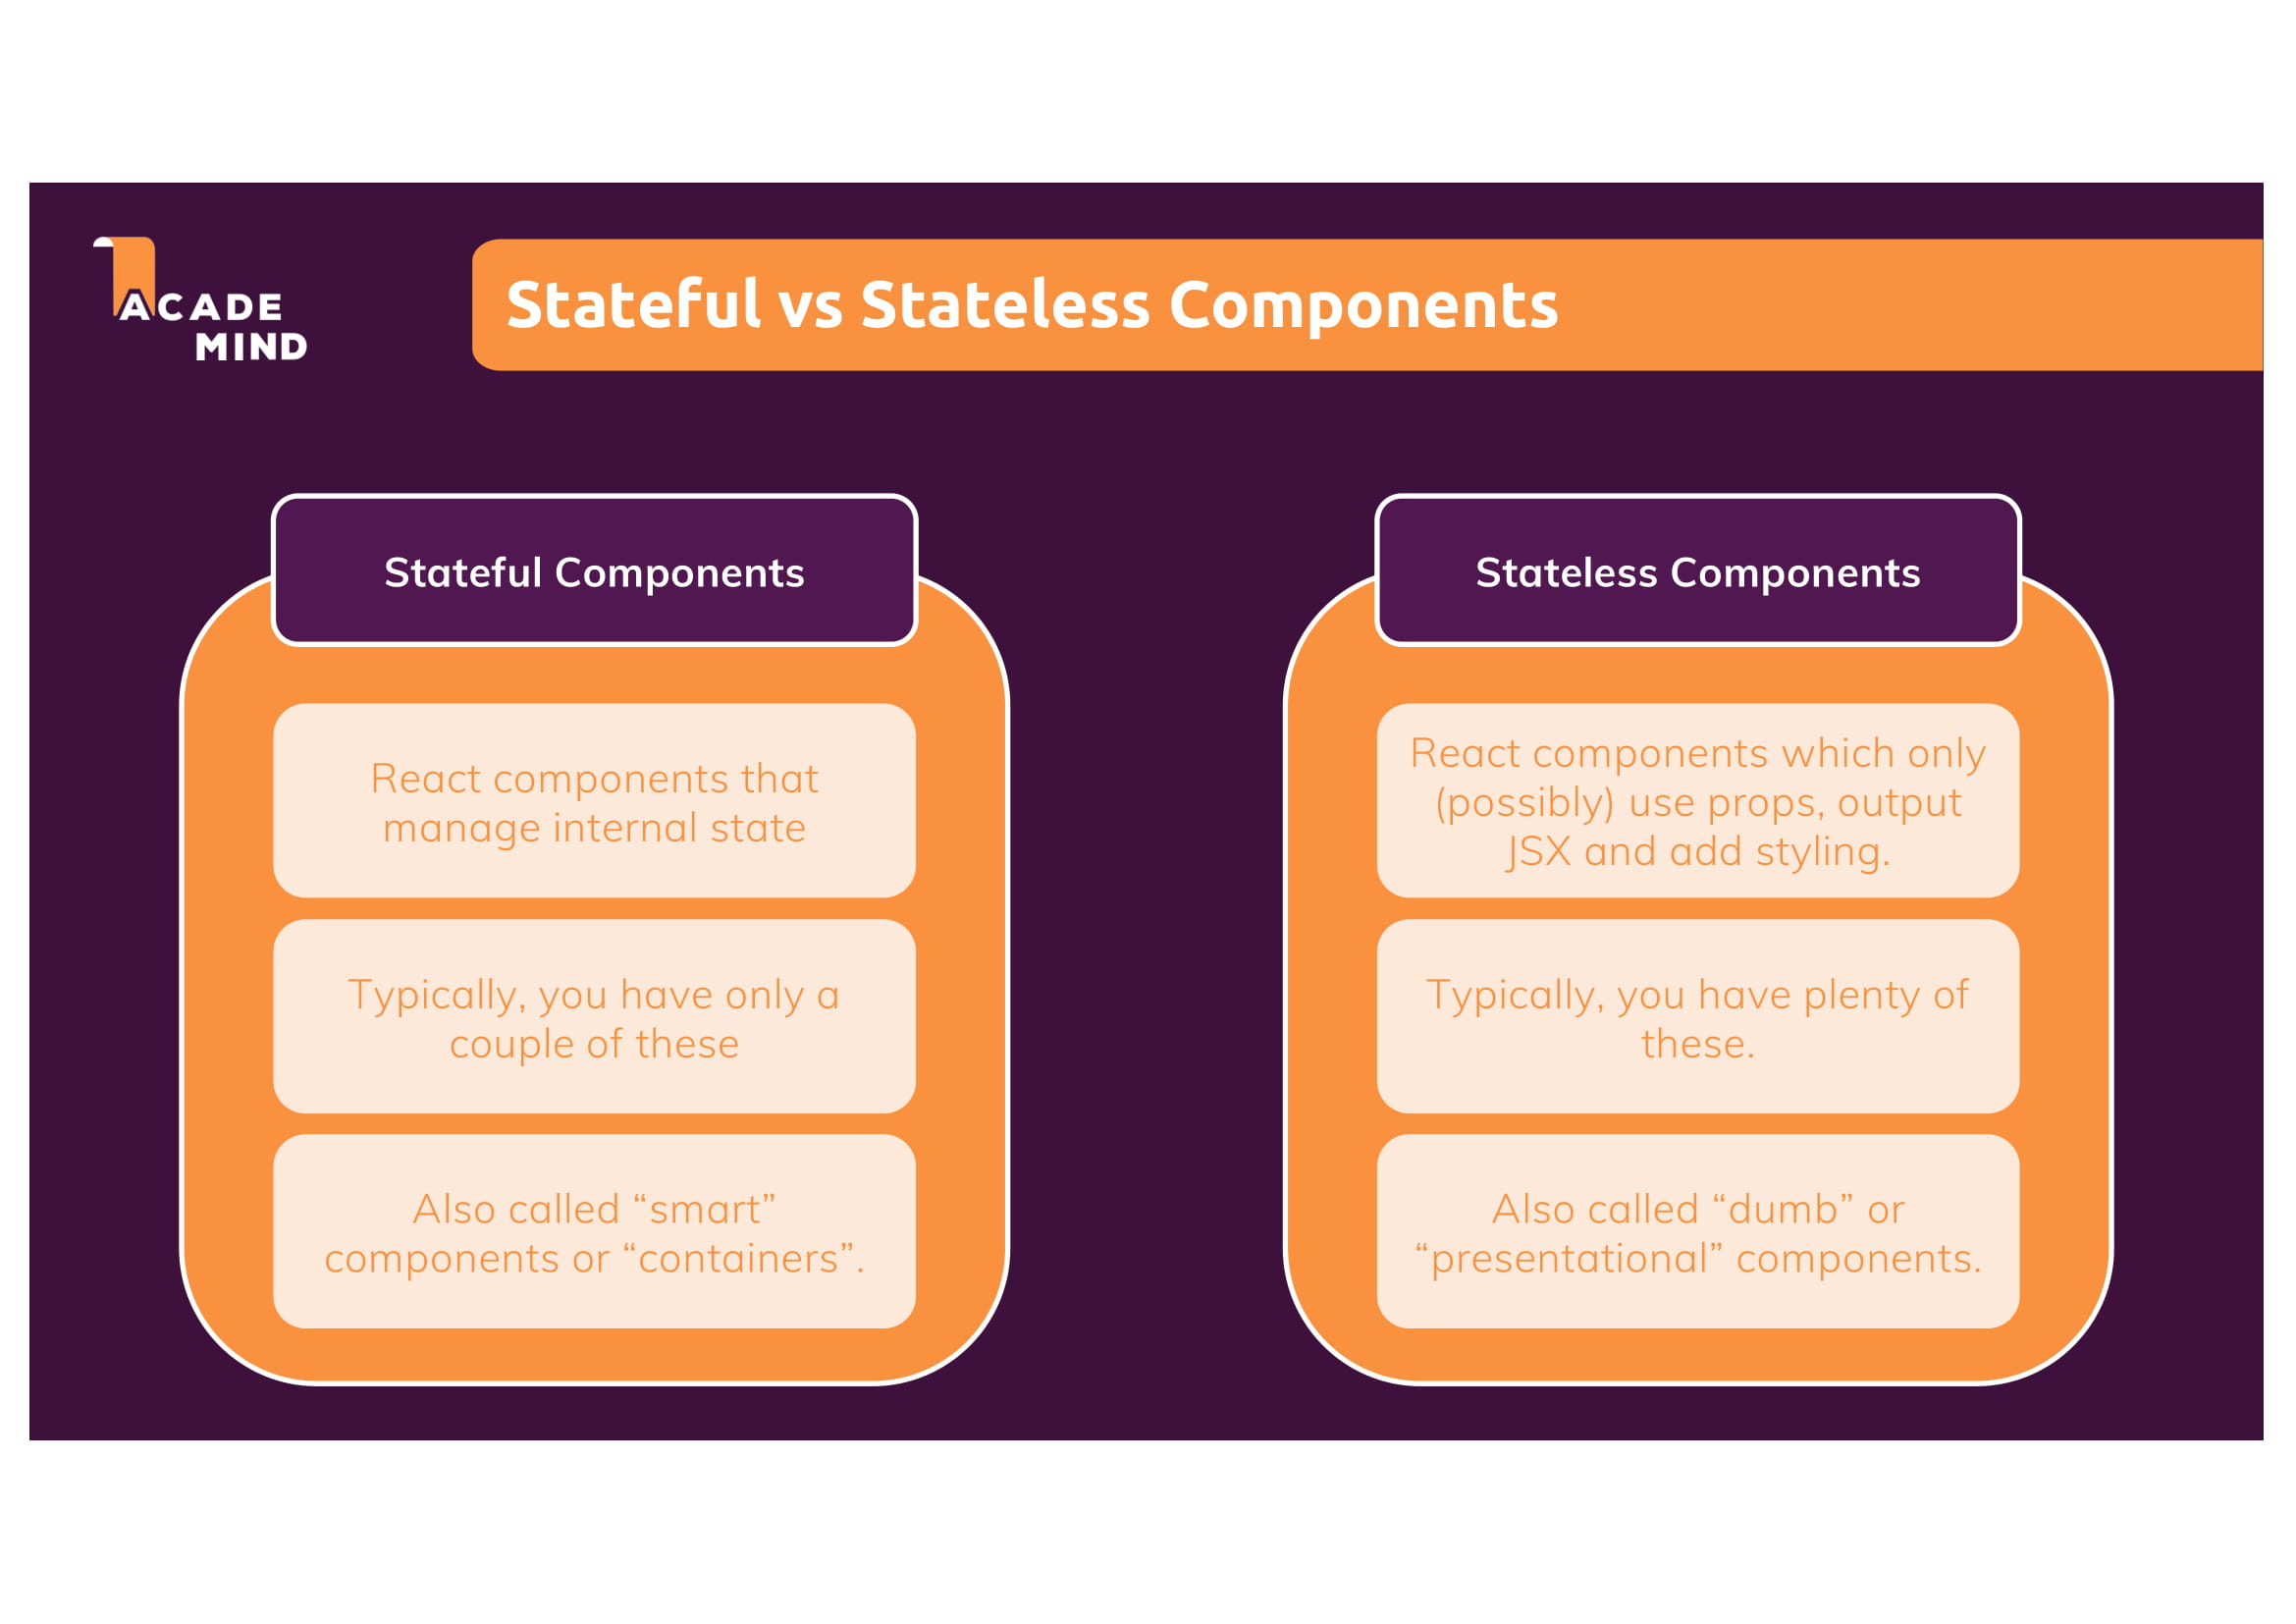 ACADE
MIND
Stateful vs Stateless Components
Stateful Components
React components that
manage internal state
Typically, you have only a
couple of these
Also called “smart”
components or “containers”.
Stateless Components
React components which only
(possibly) use props, output
JSX and add styling.
Typically, you have plenty of
these.
Also called “dumb” or
“presentational” components.